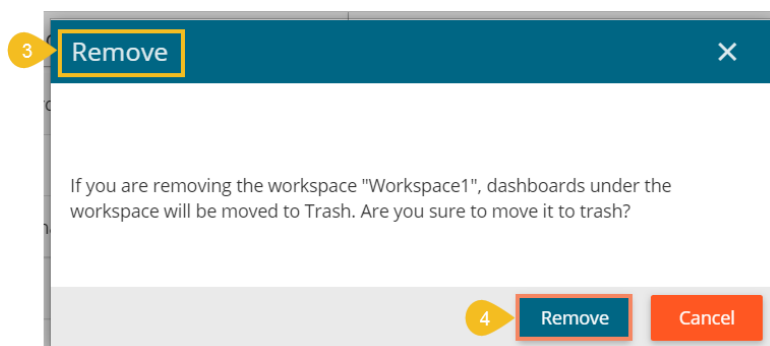 3
Remove
If you are removing the workspace "Workspace1", dashboards under the
workspace will be moved to Trash. Are you sure to move it to trash?
4
Remove
Cancel